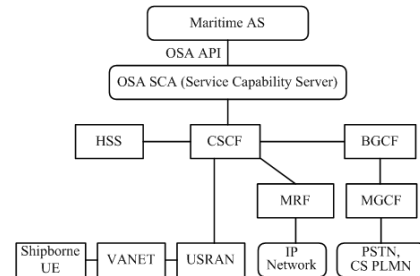 Maritime AS
OSA API
OSA SCA (Service Capability Server)
HSS
CSCF
BGCF
MRF
MGCF
Shipborne
UE
VANET
USRAN
IP
Network
PSTN,
CS PLMN